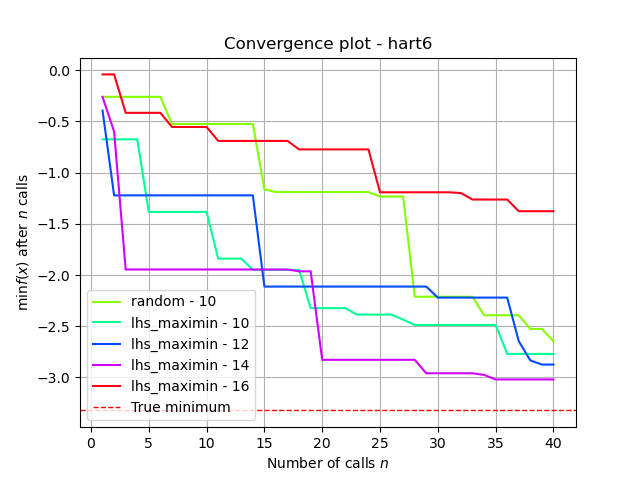 Convergence plot - hart6
min f(x) after n calls
0.0
−0.5
−1.0
−1.5
−2.0
−2.5
−3.0
random - 10
lhs_maximin - 10
lhs_maximin - 12
lhs_maximin - 14
lhs_maximin - 16
True minimum
0 5 10 15 20 25 30 35 40
Number of calls n